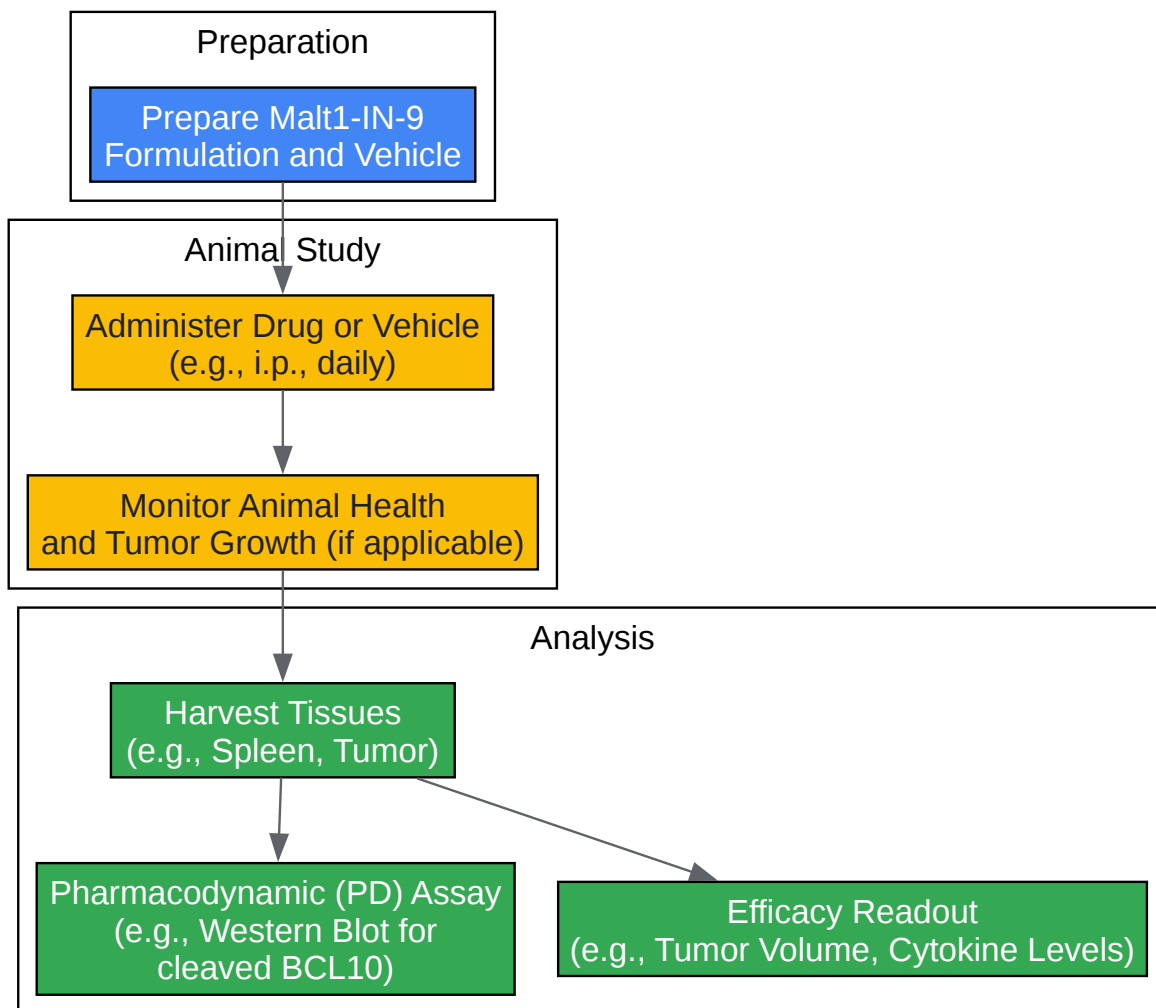 Preparation
Prepare Malt1-IN-9
Formulation and Vehicle
Animal Study
Administer Drug or Vehicle
(e.g., i.p., daily)
Monitor Animal Health
and Tumor Growth (if applicable)
Analysis
Harvest Tissues
(e.g., Spleen, Tumor)
Pharmacodynamic (PD) Assay
(e.g., Western Blot for
cleaved BCL10)
Efficacy Readout
(e.g., Tumor Volume, Cytokine Levels)